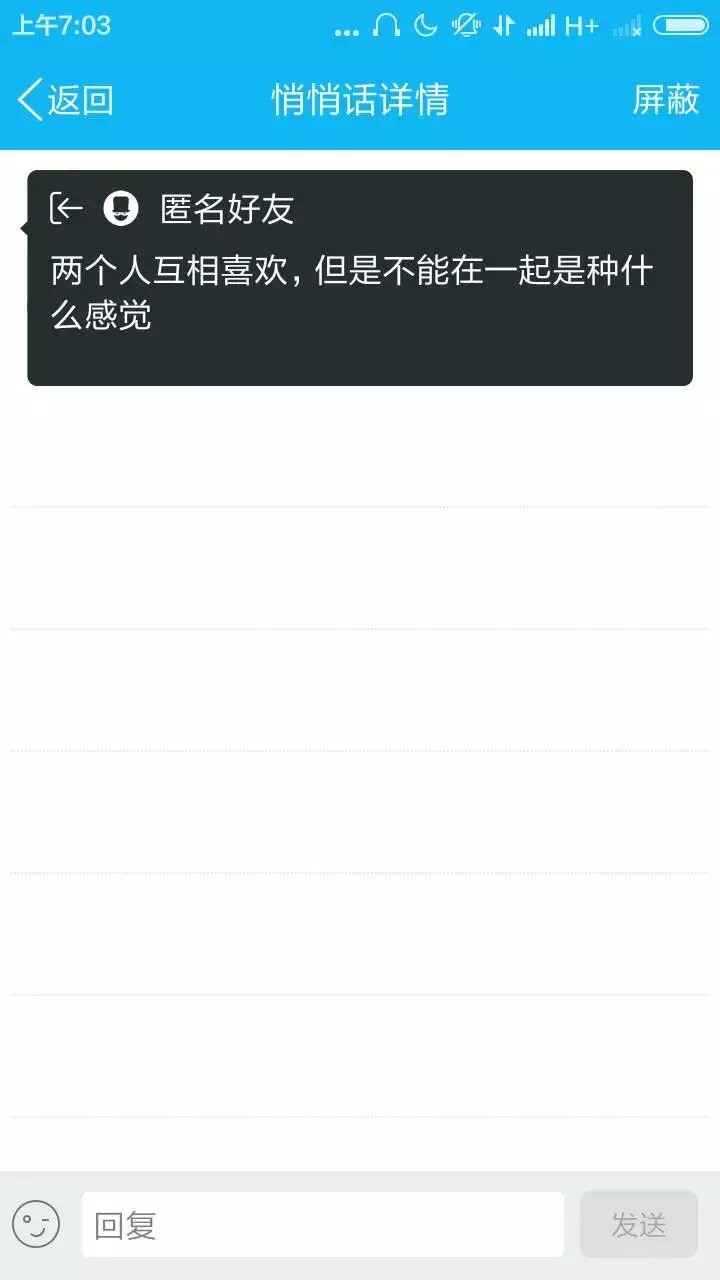 上午7:03 ... H+
返回 悄悄话详情 屏蔽
匿名好友
两个人互相喜欢，但是不能在一起是种什
么感觉
回复 发送